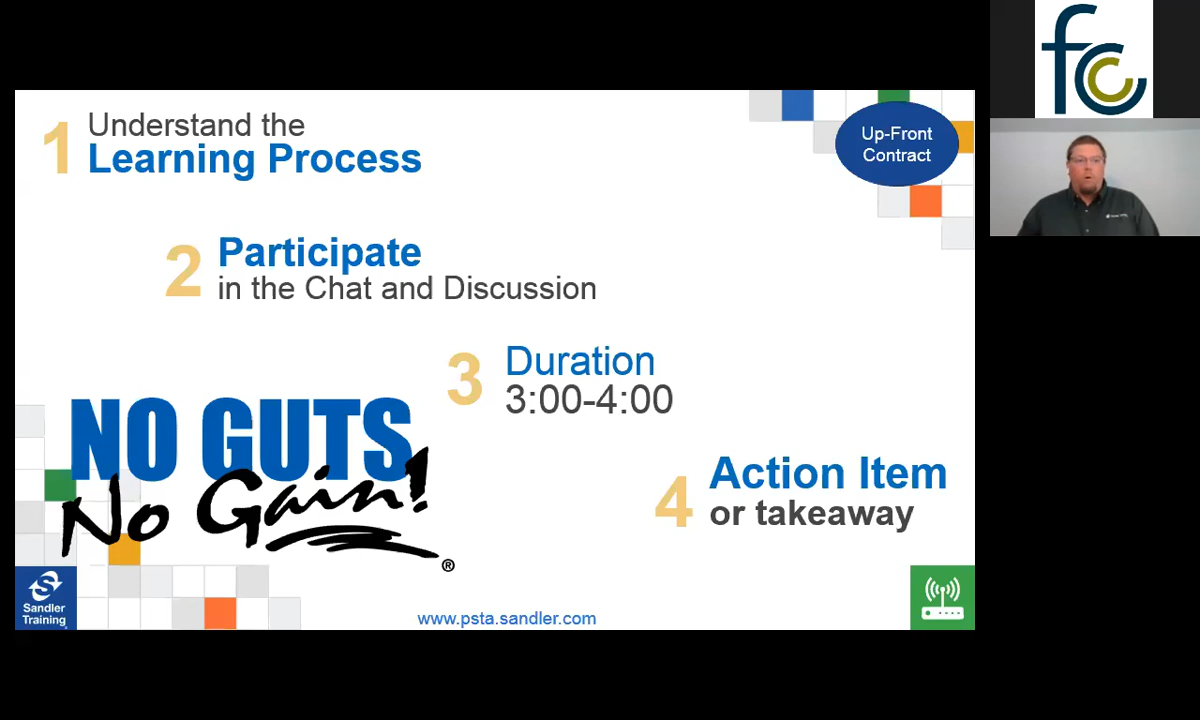 fcc
1 Understand the
Learning Process
Up-Front
Contract
2 Participate
in the Chat and Discussion
3 Duration
3:00-4:00
NO GUTS
No Gain!
®
4 Action Item
or takeaway
S
Sandler
Training
www.psta.sandler.com